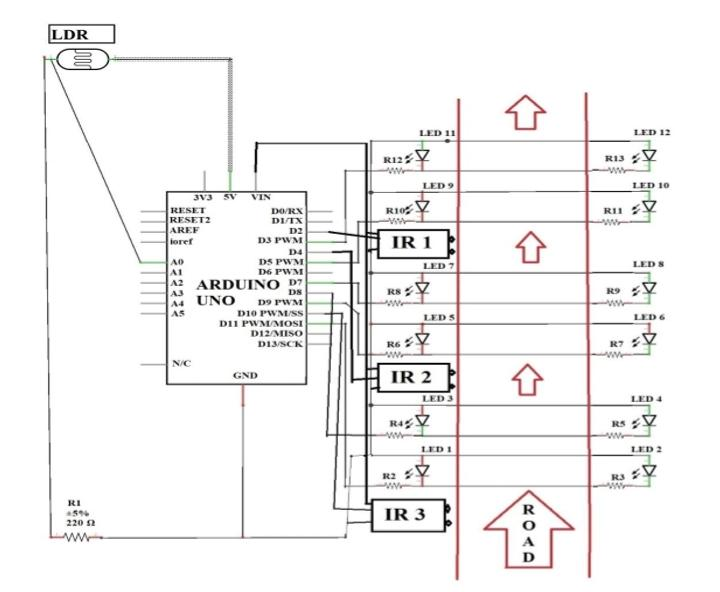 LDR
LED 11
LED 12
R12
R13
3V3
5V
VIN
LED 9
LED 10
RESET
RESET2
AREF
ioref
A0
A1
A2
A3
A4
A5
N/C
ARDUINO
UNO
GND
D0/RX
D1/TX
D2
D3 PWM
D4
D5 PWM
D6 PWM
D7
D8
D9 PWM
D10 PWM/SS
D11 PWM/MOSI
D12/MISO
D13/SCK
R10
R11
IR 1
LED 7
LED 8
R8
R9
LED 5
LED 6
R6
R7
IR 2
LED 3
LED 4
R4
R5
LED 1
LED 2
R2
R3
IR 3
R1
±5%
220 Ω
ROAD